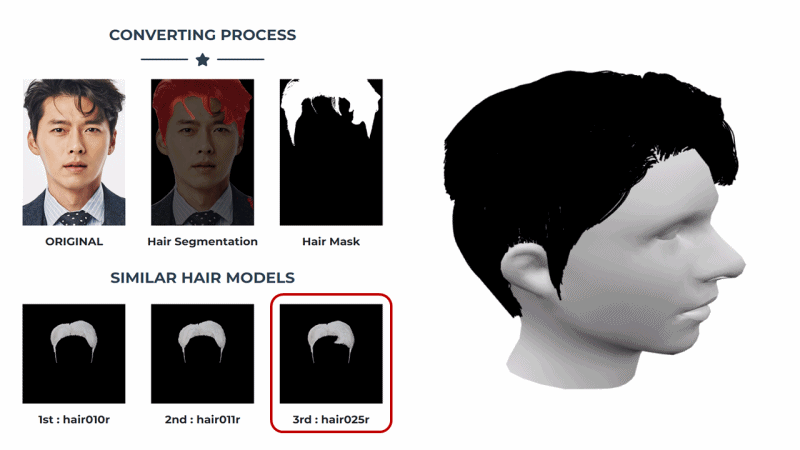 CONVERTING PROCESS
ORIGINAL
Hair Segmentation
Hair Mask
SIMILAR HAIR MODELS
1st : hair010r
2nd : hair011r
3rd : hair025r